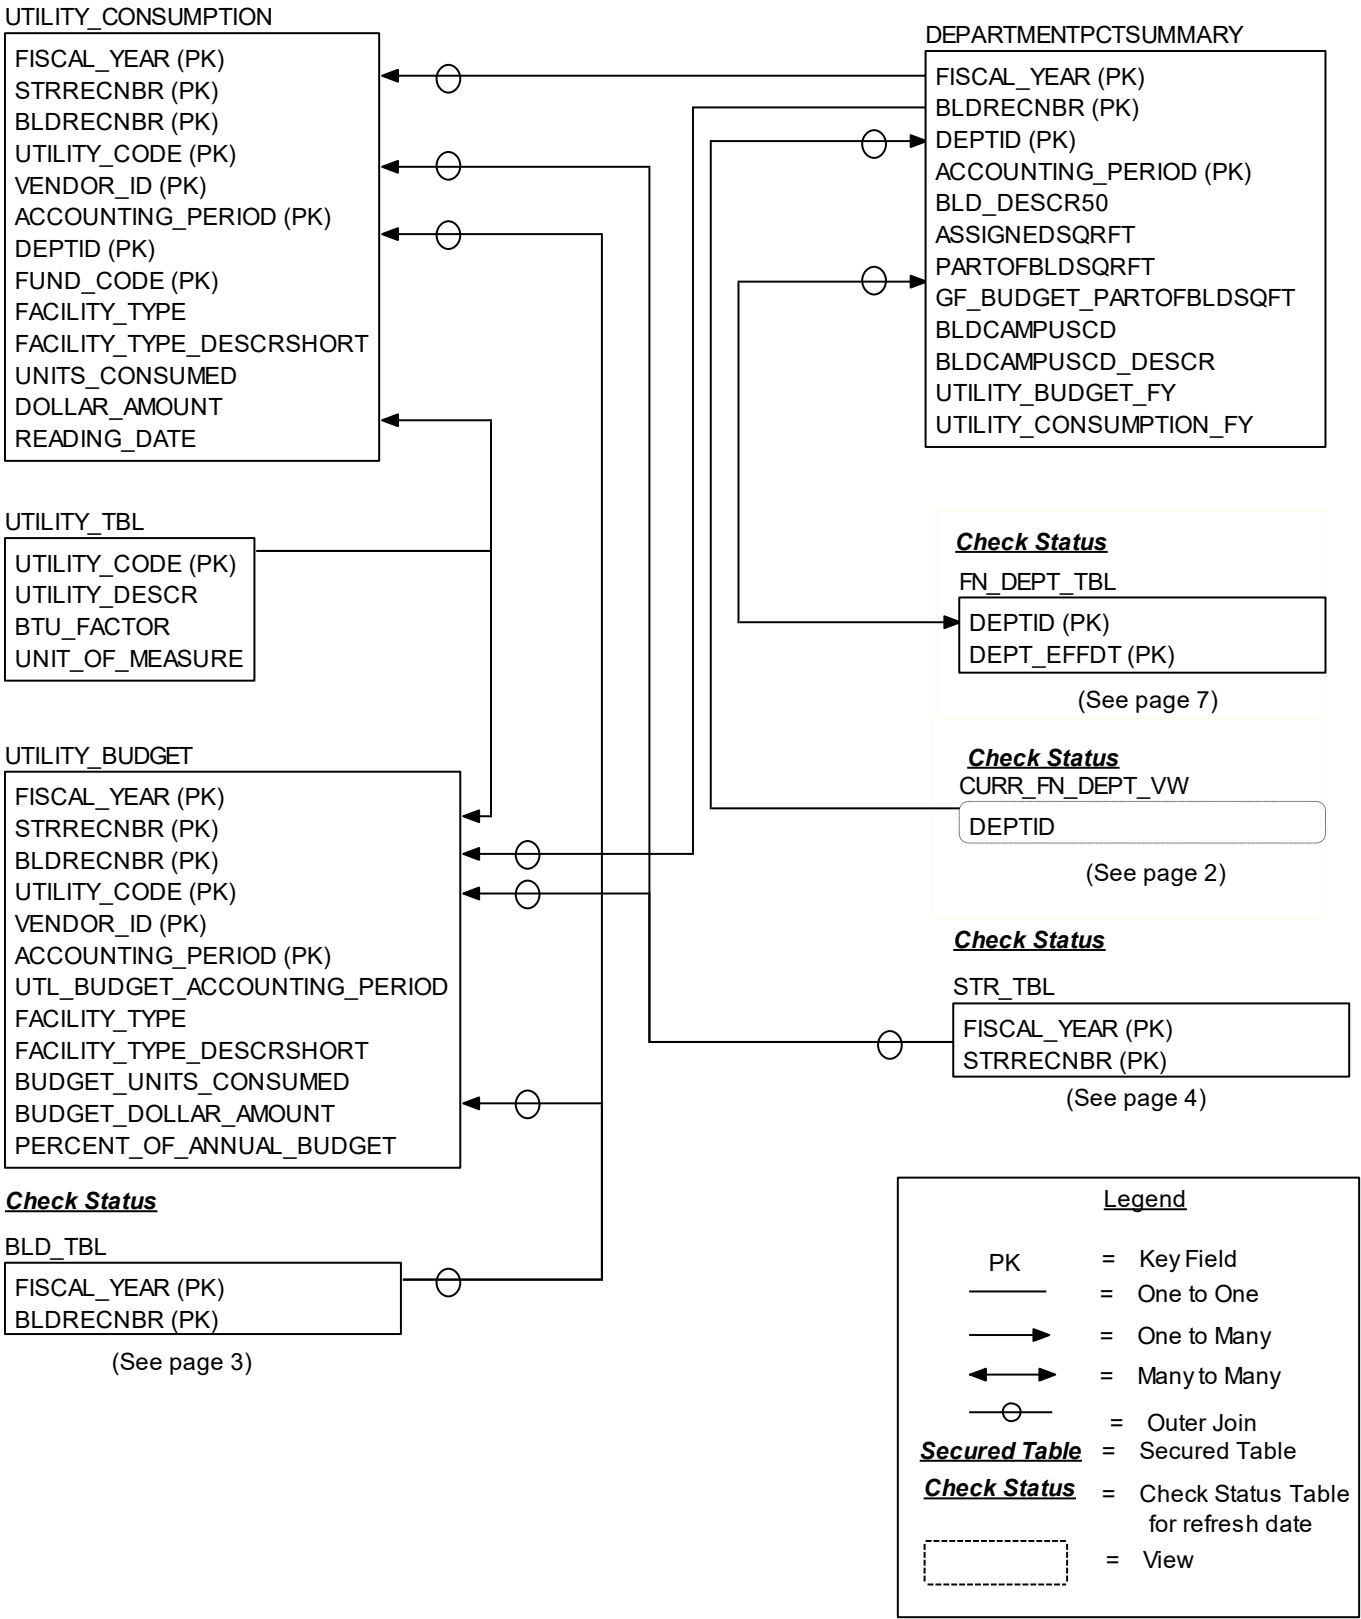 UTILITY_CONSUMPTION
FISCAL_YEAR (PK)
STRRECNBR (PK)
BLDRECNBR (PK)
UTILITY_CODE (PK)
VENDOR_ID (PK)
ACCOUNTING_PERIOD (PK)
DEPTID (PK)
FUND_CODE (PK)
FACILITY_TYPE
FACILITY_TYPE_DESCRSHORT
UNITS_CONSUMED
DOLLAR_AMOUNT
READING_DATE
UTILITY_TBL
UTILITY_CODE (PK)
UTILITY_DESCR
BTU_FACTOR
UNIT_OF_MEASURE
UTILITY_BUDGET
FISCAL_YEAR (PK)
STRRECNBR (PK)
BLDRECNBR (PK)
UTILITY_CODE (PK)
VENDOR_ID (PK)
ACCOUNTING_PERIOD (PK)
UTL_BUDGET_ACCOUNTING_PERIOD
FACILITY_TYPE
FACILITY_TYPE_DESCRSHORT
BUDGET_UNITS_CONSUMED
BUDGET_DOLLAR_AMOUNT
PERCENT_OF_ANNUAL_BUDGET
Check Status
BLD_TBL
FISCAL_YEAR (PK)
BLDRECNBR (PK)
(See page 3)
DEPARTMENTPCTSUMMARY
FISCAL_YEAR (PK)
BLDRECNBR (PK)
DEPTID (PK)
ACCOUNTING_PERIOD (PK)
BLD_DESCR50
ASSIGNEDSQRFT
PARTOFBLDSQRFT
GF_BUDGET_PARTOFBLDSQFT
BLDCAMPUSCD
BLDCAMPUSCD_DESCR
UTILITY_BUDGET_FY
UTILITY_CONSUMPTION_FY
Check Status
FN_DEPT_TBL
DEPTID (PK)
DEPT_EFFDT (PK)
(See page 7)
Check Status
CURR_FN_DEPT_VW
DEPTID
(See page 2)
Check Status
STR_TBL
FISCAL_YEAR (PK)
STRRECNBR (PK)
(See page 4)
Legend
PK = Key Field
= One to One
= One to Many
= Many to Many
= Outer Join
Secured Table = Secured Table
Check Status = Check Status Table
for refresh date
= View